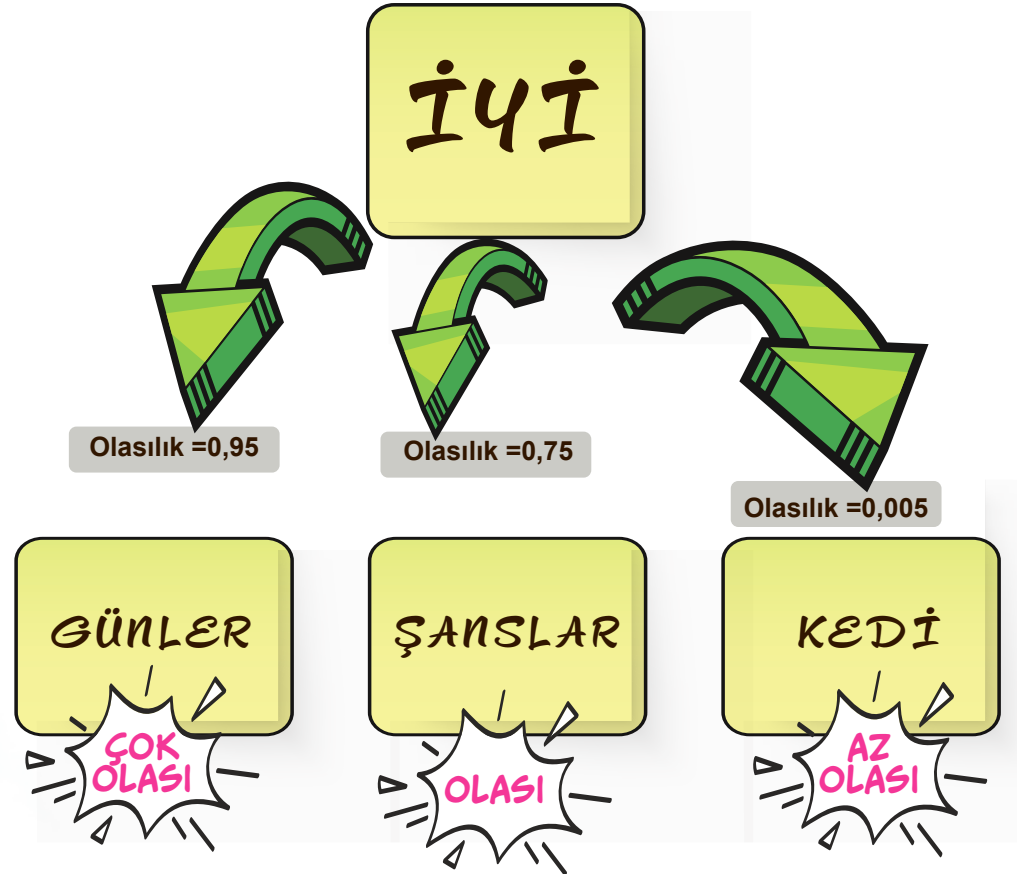 İYİ
Olasılık =0,95
Olasılık =0,75
Olasılık =0,005
GÜNLER
ŞANSLAR
KEDİ
ÇOK
OLASI
OLASI
AZ
OLASI